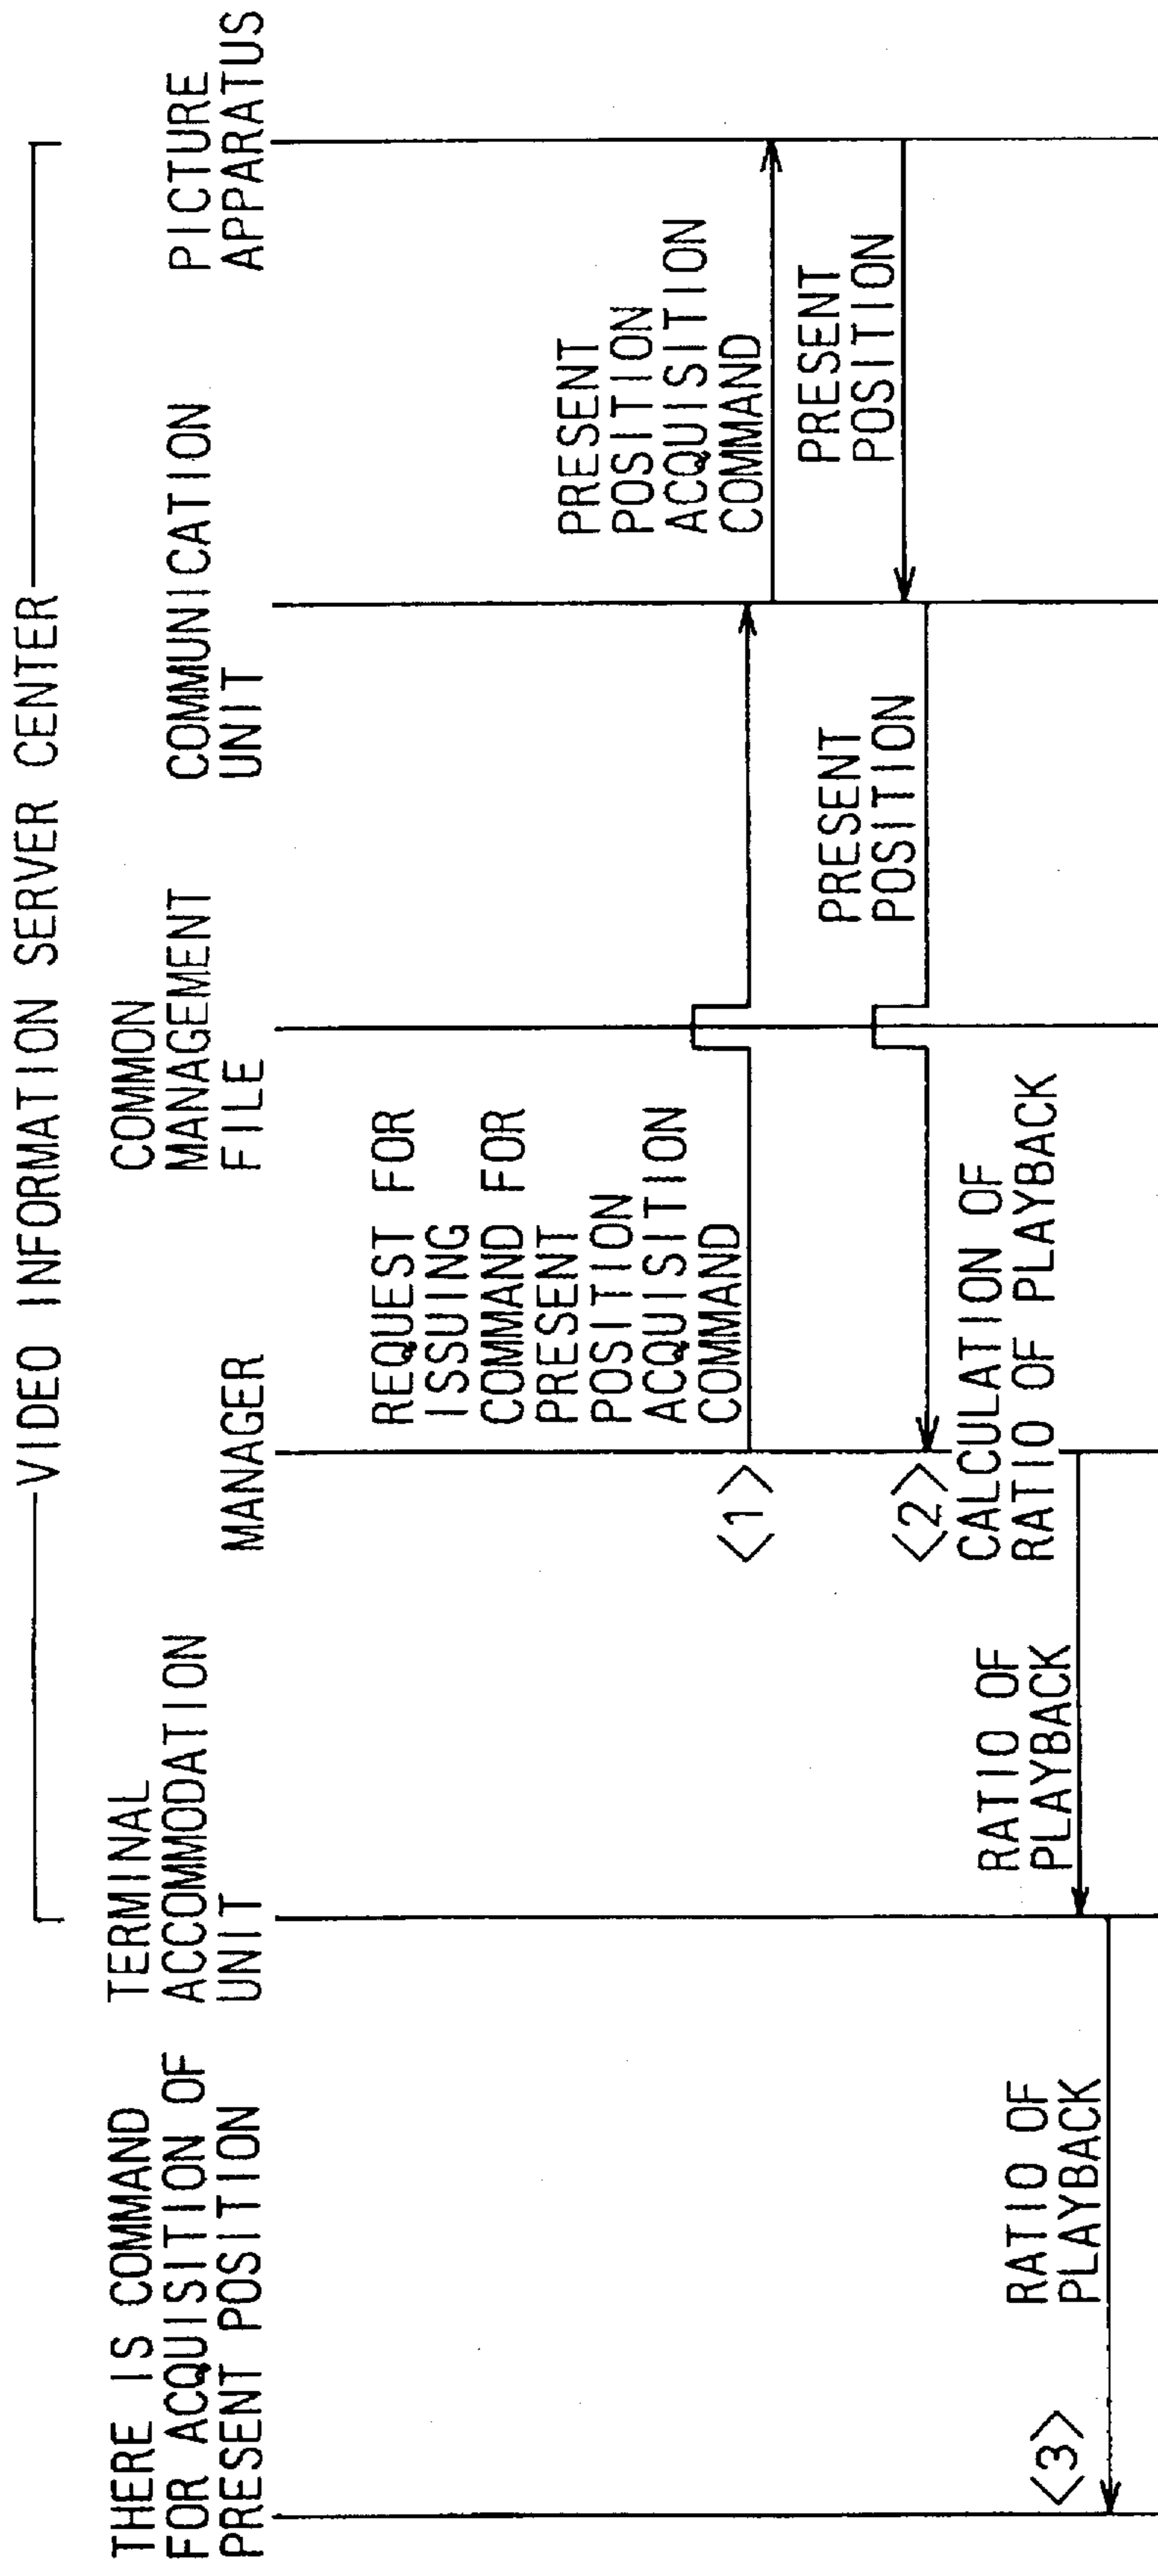 VIDEO INFORMATION SERVER CENTER
THERE IS COMMAND
FOR ACQUISITION OF
PRESENT POSITION
TERMINAL
ACCOMMODATION
UNIT
MANAGER
COMMON
MANAGEMENT
FILE
COMMUNICATION
UNIT
PICTURE
APPARATUS
REQUEST FOR
ISSUING
COMMAND FOR
PRESENT
POSITION
ACQUISITION
COMMAND
<1>
PRESENT
POSITION
ACQUISITION
COMMAND
PRESENT
POSITION
PRESENT
POSITION
<2>
CALCULATION OF
RATIO OF PLAYBACK
RATIO OF
PLAYBACK
RATIO OF
PLAYBACK
<3>